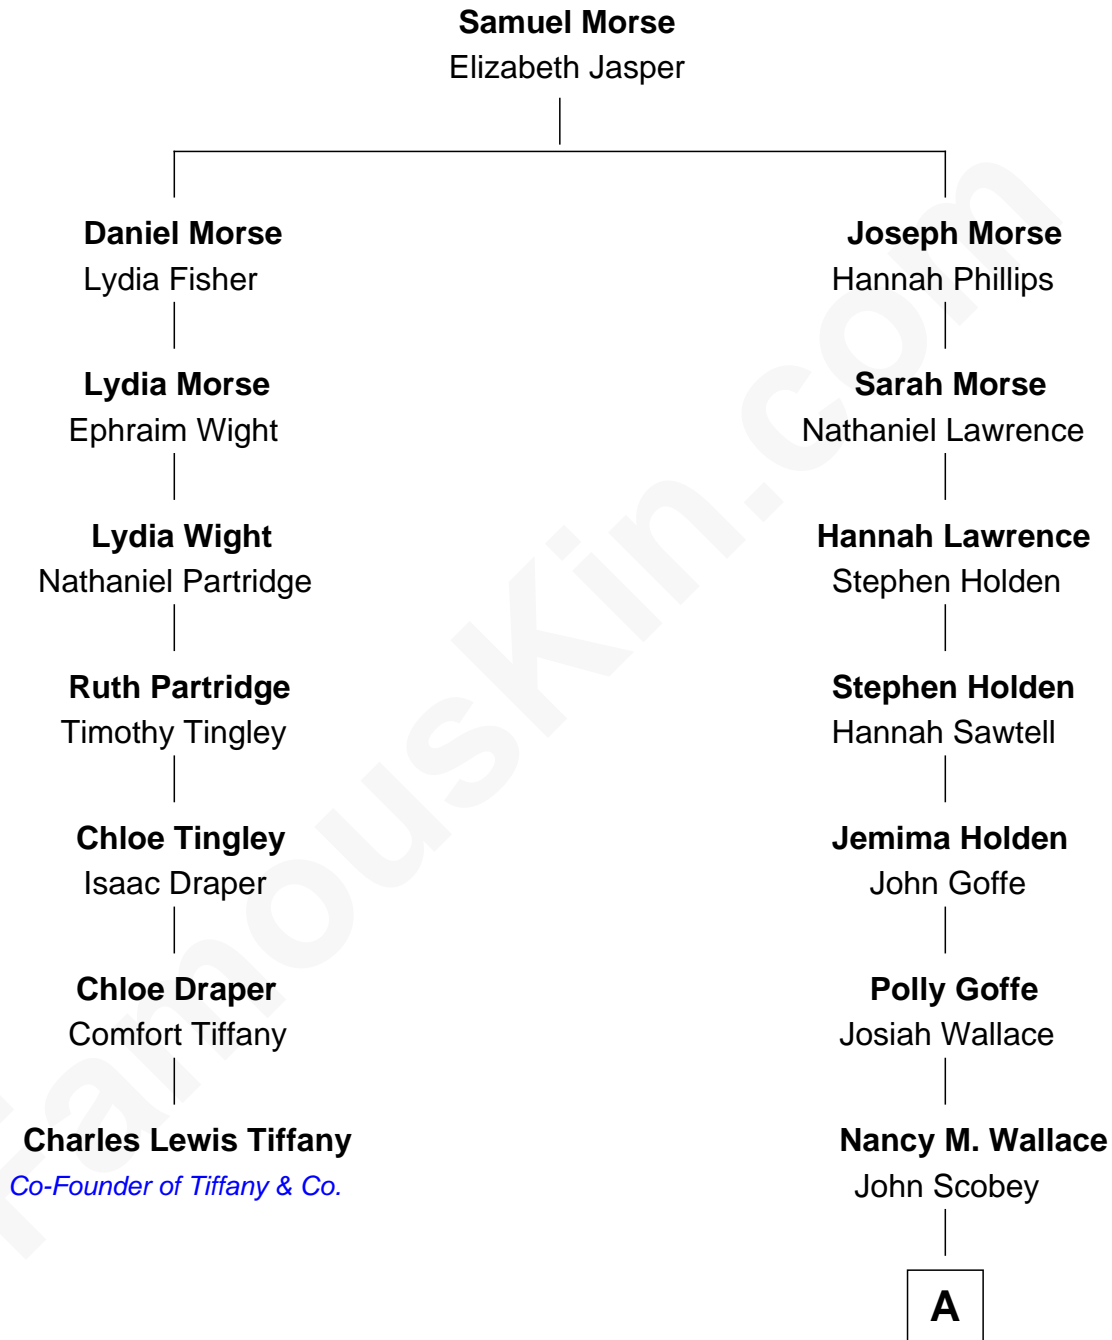 Samuel Morse
Elizabeth Jasper
Daniel Morse
Lydia Fisher
Lydia Morse
Ephraim Wight
Lydia Wight
Nathaniel Partridge
Ruth Partridge
Timothy Tingley
Chloe Tingley
Isaac Draper
Chloe Draper
Comfort Tiffany
Charles Lewis Tiffany
Co-Founder of Tiffany & Co.
Joseph Morse
Hannah Phillips
Sarah Morse
Nathaniel Lawrence
Hannah Lawrence
Stephen Holden
Stephen Holden
Hannah Sawtell
Jemima Holden
John Goffe
Polly Goffe
Josiah Wallace
Nancy M. Wallace
John Scobey
A
FamousKin.com